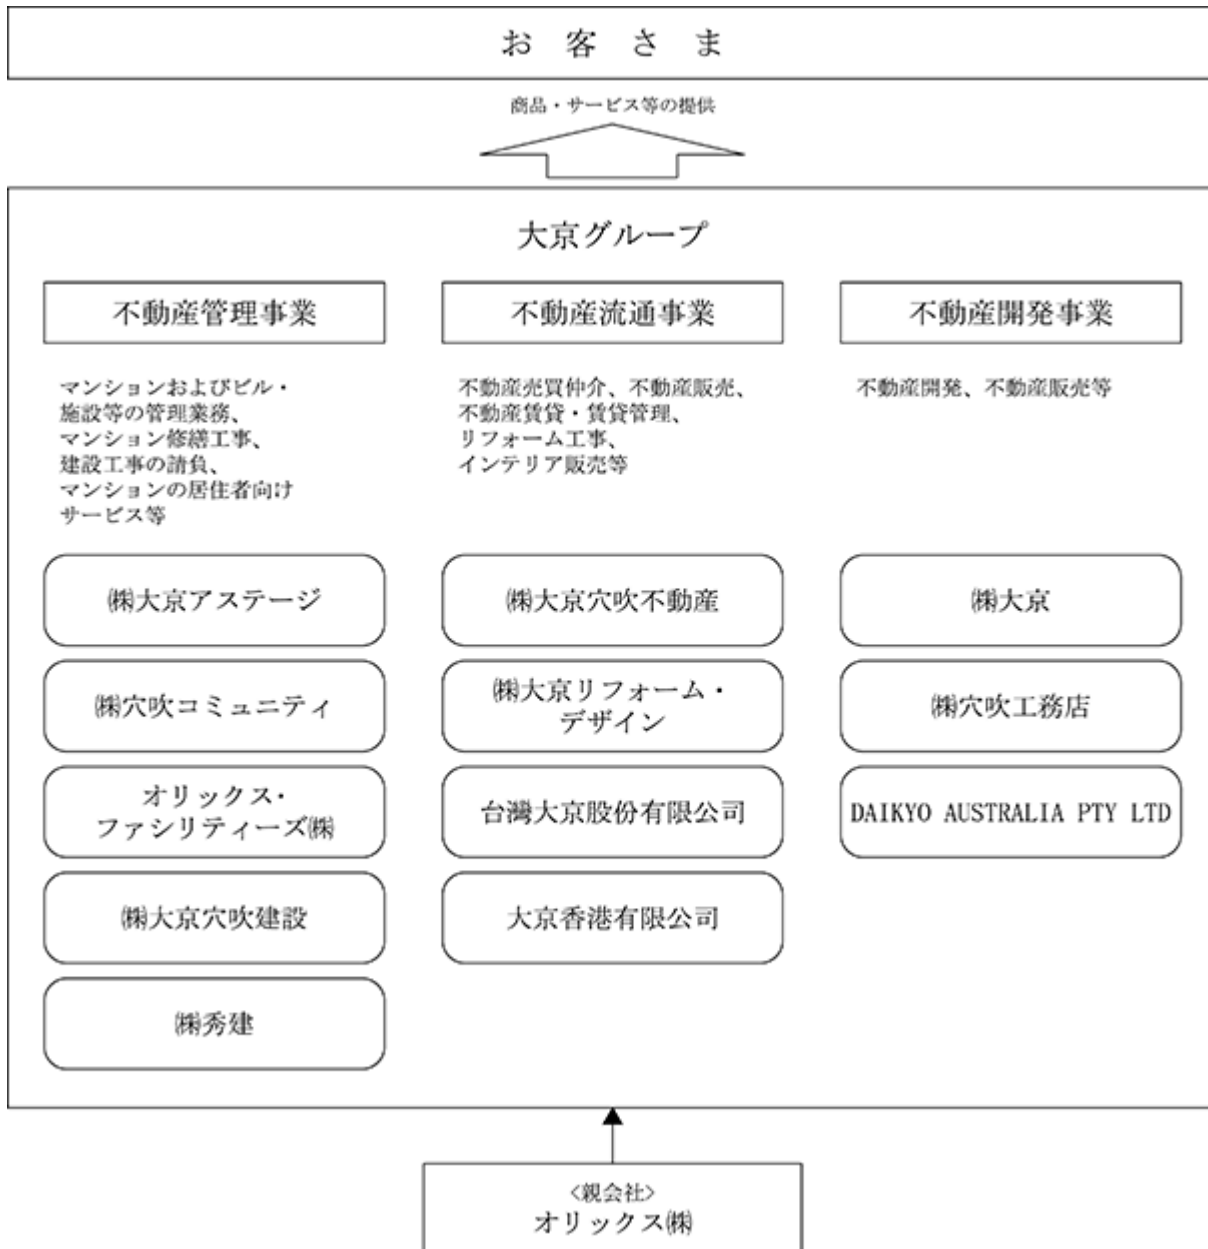 お客さま
商品・サービス等の提供
大京グループ
不動産管理事業
マンションおよびビル・
施設等の管理業務、
マンション修繕工事、
建設工事の請負、
マンションの居住者向け
サービス等
㈱大京アステージ
㈱穴吹コミュニティ
オリックス・
ファシリティーズ㈱
㈱大京穴吹建設
㈱秀建
不動産流通事業
不動産売買仲介、不動産販売、
不動産賃貸・賃貸管理、
リフォーム工事、
インテリア販売等
㈱大京穴吹不動産
㈱大京リフォーム・
デザイン
台灣大京股份有限公司
大京香港有限公司
不動産開発事業
不動産開発、不動産販売等
㈱大京
㈱穴吹工務店
DAIKYO AUSTRALIA PTY LTD
<親会社>
オリックス㈱